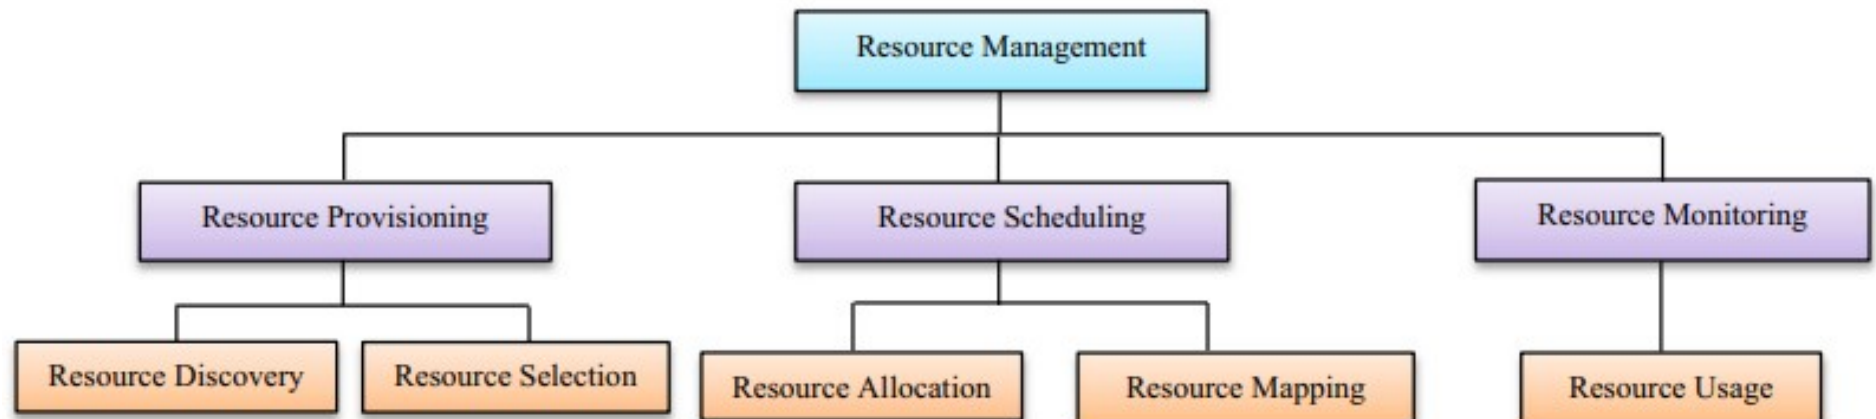 Resource Management
Resource Provisioning
Resource Scheduling
Resource Monitoring
Resource Discovery
Resource Selection
Resource Allocation
Resource Mapping
Resource Usage